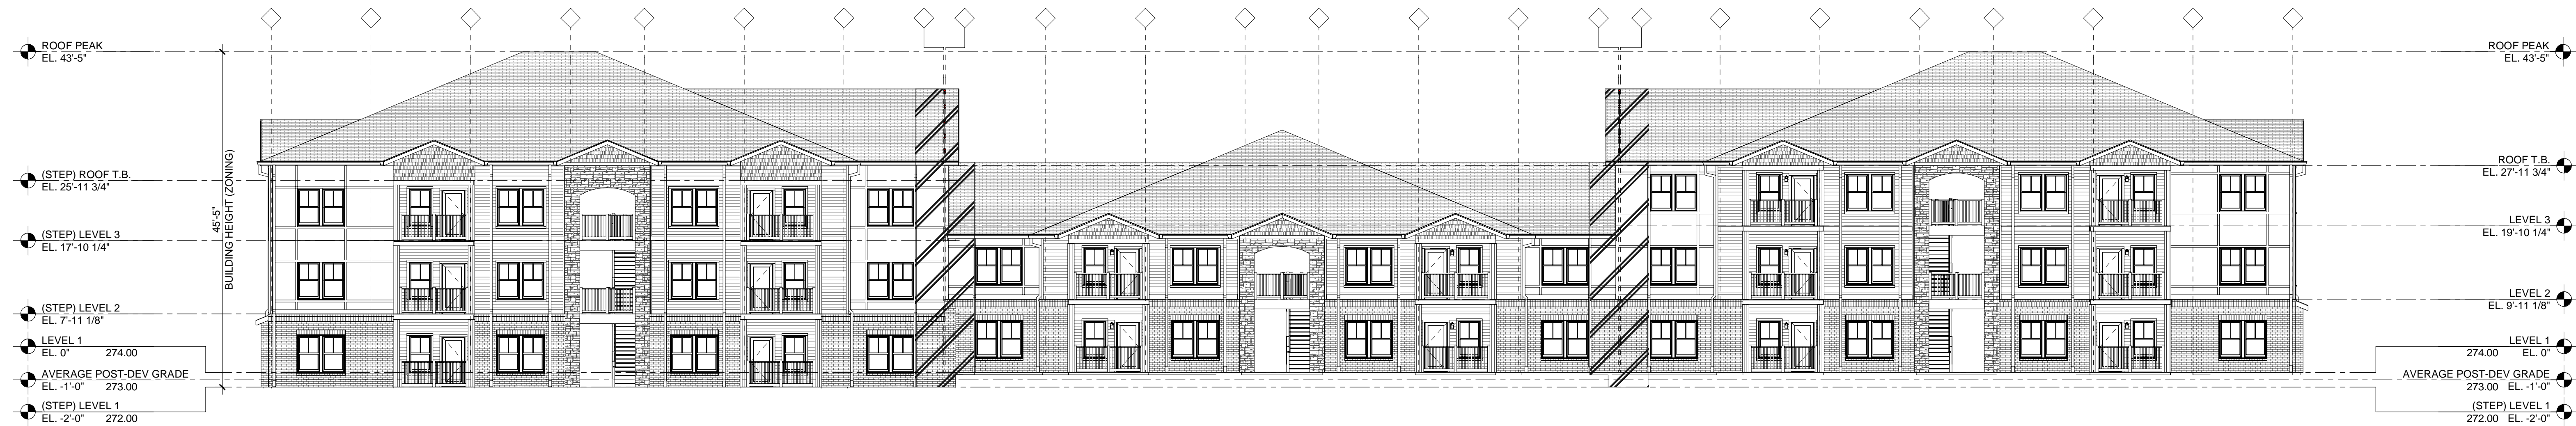 ROOF PEAK
EL. 43'-5"
(STEP) ROOF T.B.
EL. 25'-11 3/4"
(STEP) LEVEL 3
EL. 17'-10 1/4"
(STEP) LEVEL 2
EL. 7'-11 1/8"
LEVEL 1
EL. 0" 274.00
AVERAGE POST-DEV GRADE
EL. -1'-0" 273.00
(STEP) LEVEL 1
EL. -2'-0" 272.00
45'-5"
BUILDING HEIGHT (ZONING)
ROOF PEAK
EL. 43'-5"
ROOF T.B.
EL. 27'-11 3/4"
LEVEL 3
EL. 19'-10 1/4"
LEVEL 2
EL. 9'-11 1/8"
LEVEL 1
274.00 EL. 0"
AVERAGE POST-DEV GRADE
273.00 EL. -1'-0"
(STEP) LEVEL 1
272.00 EL. -2'-0"